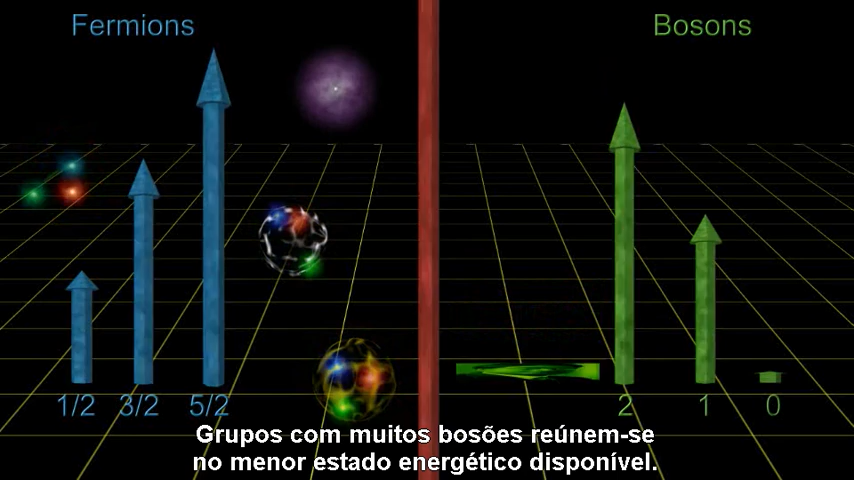 Fermions
Bosons
1/2 3/2 5/2
2 1 0
Grupos com muitos bosões reúnem-se
no menor estado energético disponível.